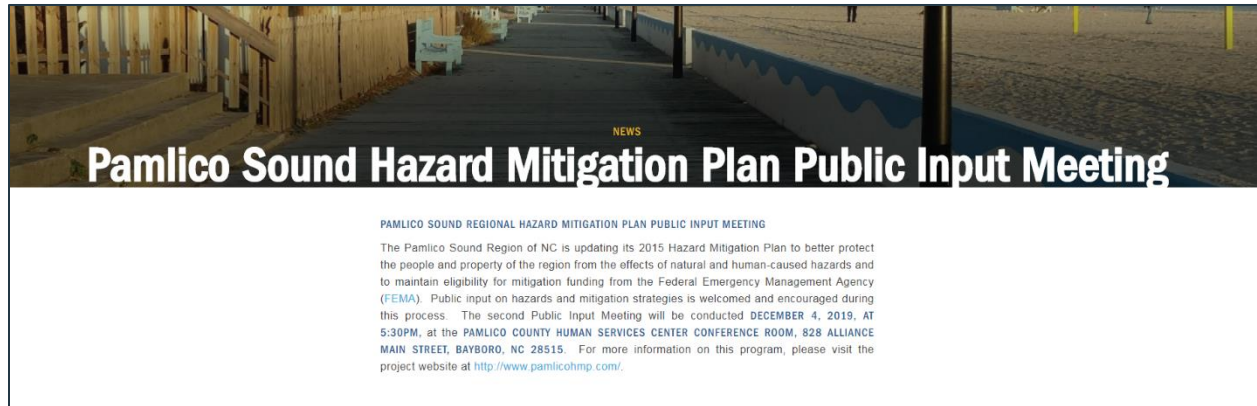 NEWS
Pamlico Sound Hazard Mitigation Plan Public Input Meeting
PAMLICO SOUND REGIONAL HAZARD MITIGATION PLAN PUBLIC INPUT MEETING
The Pamlico Sound Region of NC is updating its 2015 Hazard Mitigation Plan to better protect
the people and property of the region from the effects of natural and human-caused hazards and
to maintain eligibility for mitigation funding from the Federal Emergency Management Agency
(FEMA). Public input on hazards and mitigation strategies is welcomed and encouraged during
this process. The second Public Input Meeting will be conducted DECEMBER 4, 2019, AT
5:30PM, at the PAMLICO COUNTY HUMAN SERVICES CENTER CONFERENCE ROOM, 828 ALLIANCE
MAIN STREET, BAYBORO, NC 28515. For more information on this program, please visit the
project website at http://www.pamlicohmp.com/.